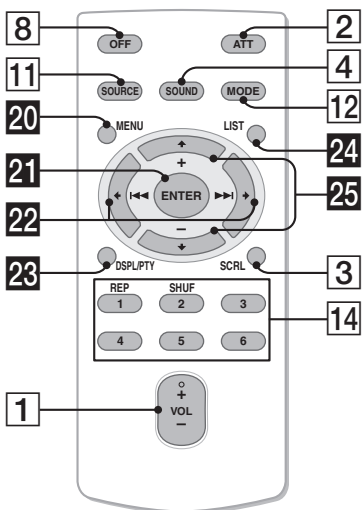 8 2
OFF ATT
11 4
SOURCE SOUND MODE
12
20 MENU LIST
24
+
21 ENTER
25
22
−
23 DSPL/PTY SCRL
3
REP SHUF
1 2 3
14
4 5 6
+
1 VOL
−